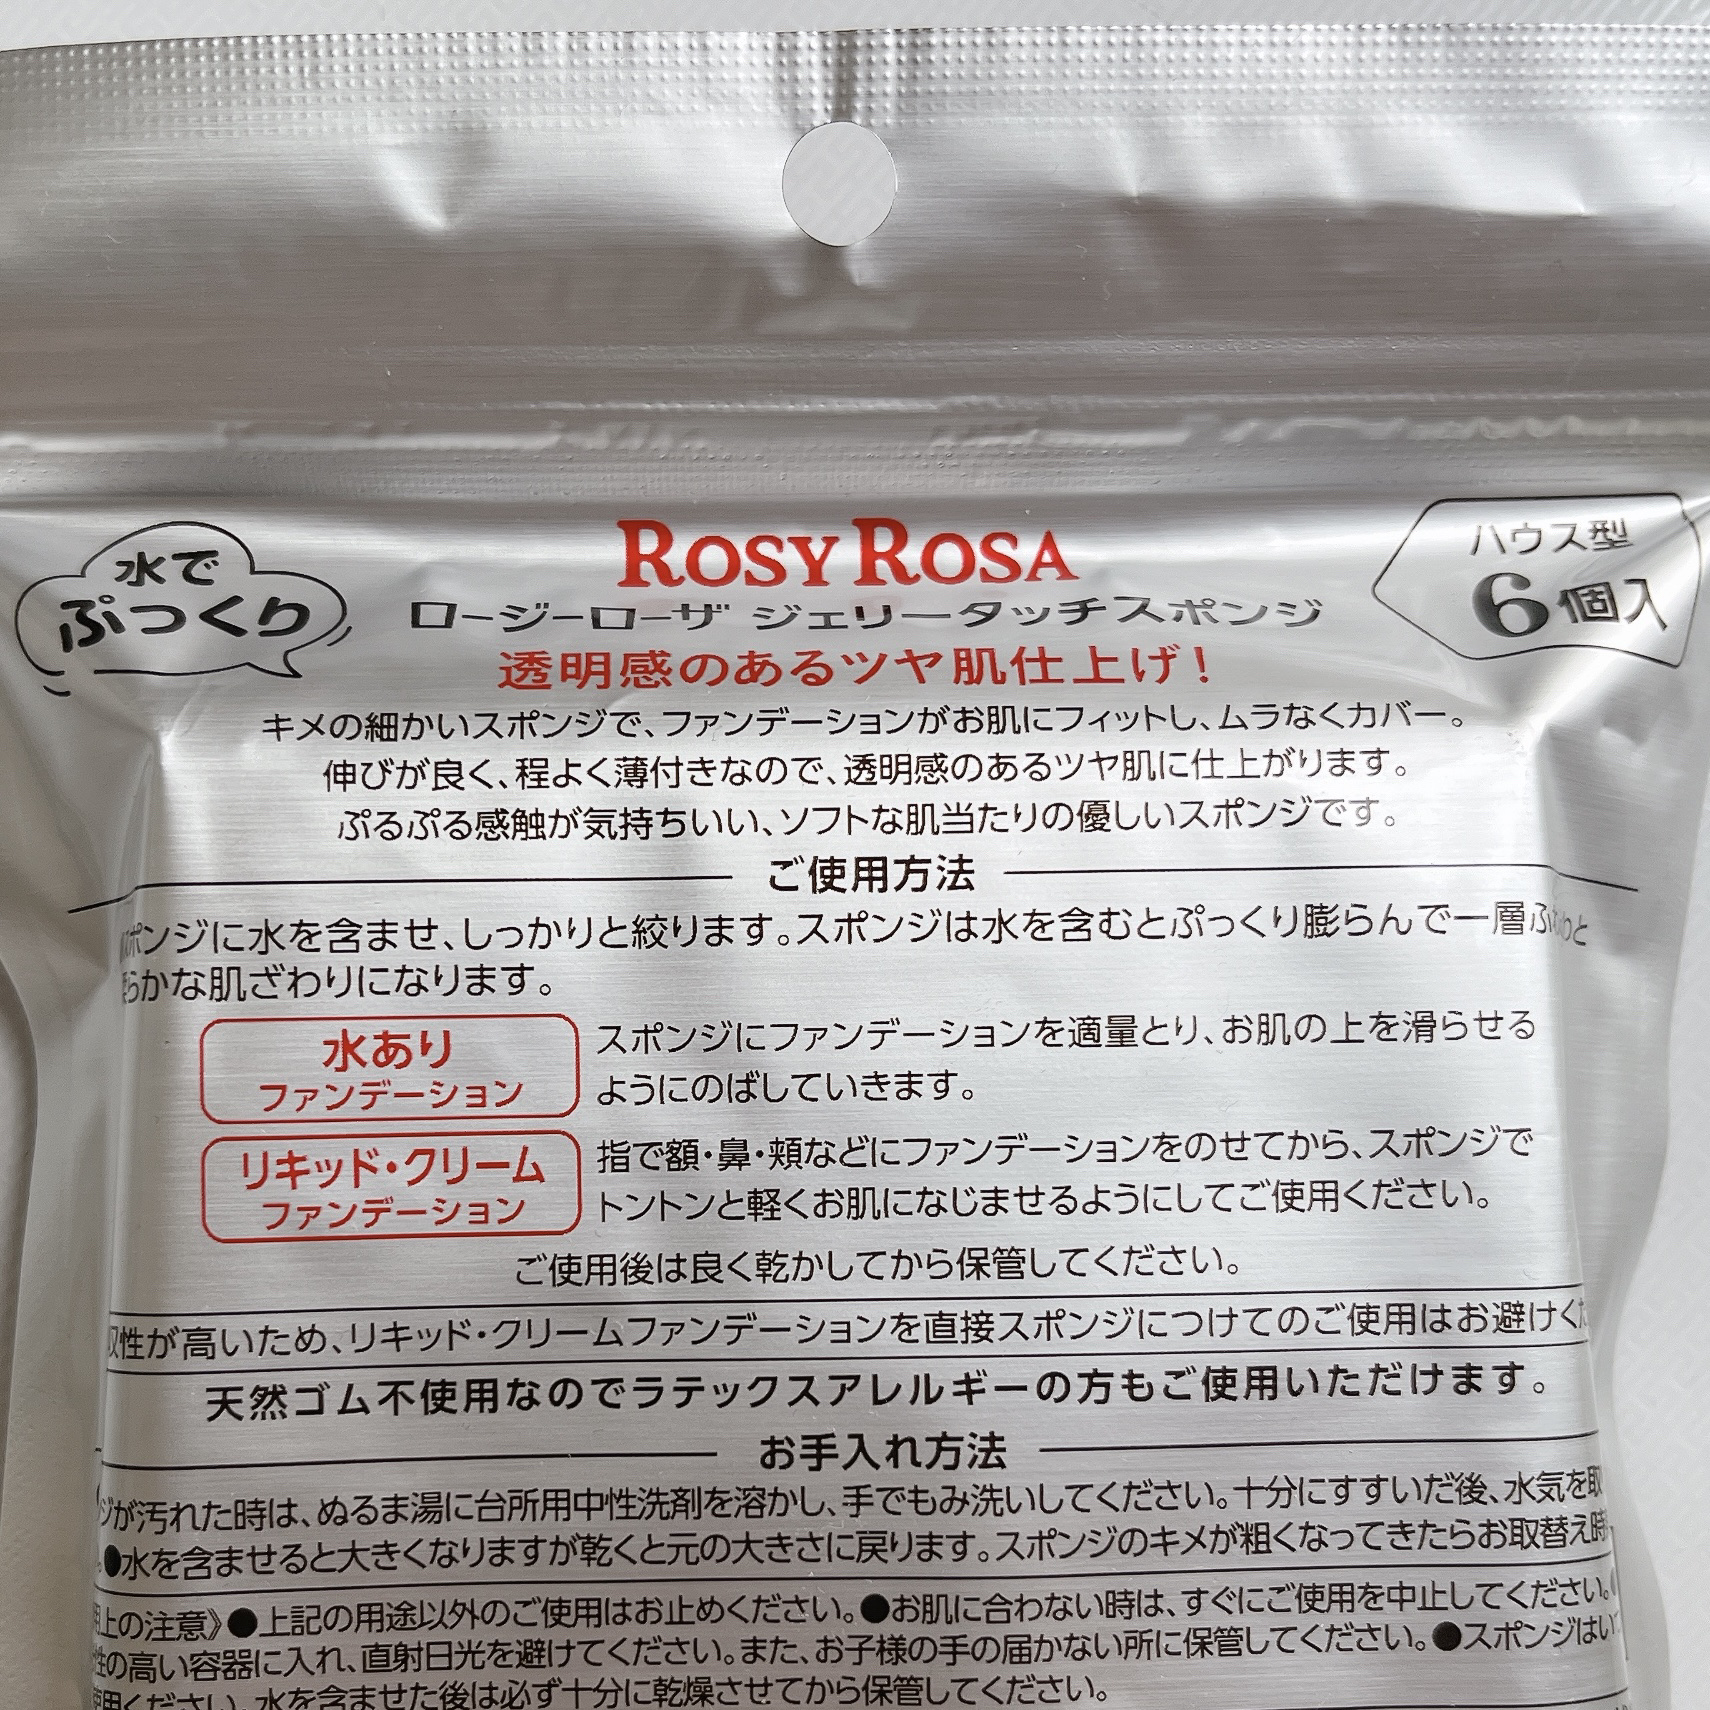 水で
ぷっくり
ROSY ROSA
ロージーローザ ジェリータッチスポンジ
ハウス型
6個入
透明感のあるツヤ肌仕上げ!
キメの細かいスポンジで、ファンデーションがお肌にフィットし、ムラなくカバー。
伸びが良く、程よく薄付きなので、透明感のあるツヤ肌に仕上がります。
ぷるぷる感触が気持ちいい、ソフトな肌当たりの優しいスポンジです。
ご使用方法
ポンジに水を含ませ、しっかりと絞ります。スポンジは水を含むとぷっくり膨らんで一層ふわっと
らかな肌ざわりになります。
水あり
ファンデーション
スポンジにファンデーションを適量とり、お肌の上を滑らせる
ようにのばしていきます。
リキッド・クリーム
ファンデーション
指で額・鼻・頬などにファンデーションをのせてから、スポンジで
トントンと軽くお肌になじませるようにしてご使用ください。
ご使用後は良く乾かしてから保管してください。
性が高いため、リキッド・クリームファンデーションを直接スポンジにつけてのご使用はお避けく
天然ゴム不使用なのでラテックスアレルギーの方もご使用いただけます。
お手入れ方法
ジが汚れた時は、ぬるま湯に台所用中性洗剤を溶かし、手でもみ洗いしてください。十分にすすいだ後、水気を取
●水を含ませると大きくなりますが乾くと元の大きさに戻ります。スポンジのキメが粗くなってきたらお取替え時
上の注意》●上記の用途以外のご使用はお止めください。●お肌に合わない時は、すぐにご使用を中止してください。
性の高い容器に入れ、直射日光を避けてください。また、お子様の手の届かない所に保管してください。●スポンジはい
使用ください。水を含ませた後は必ず十分に乾燥させてから保管してください。